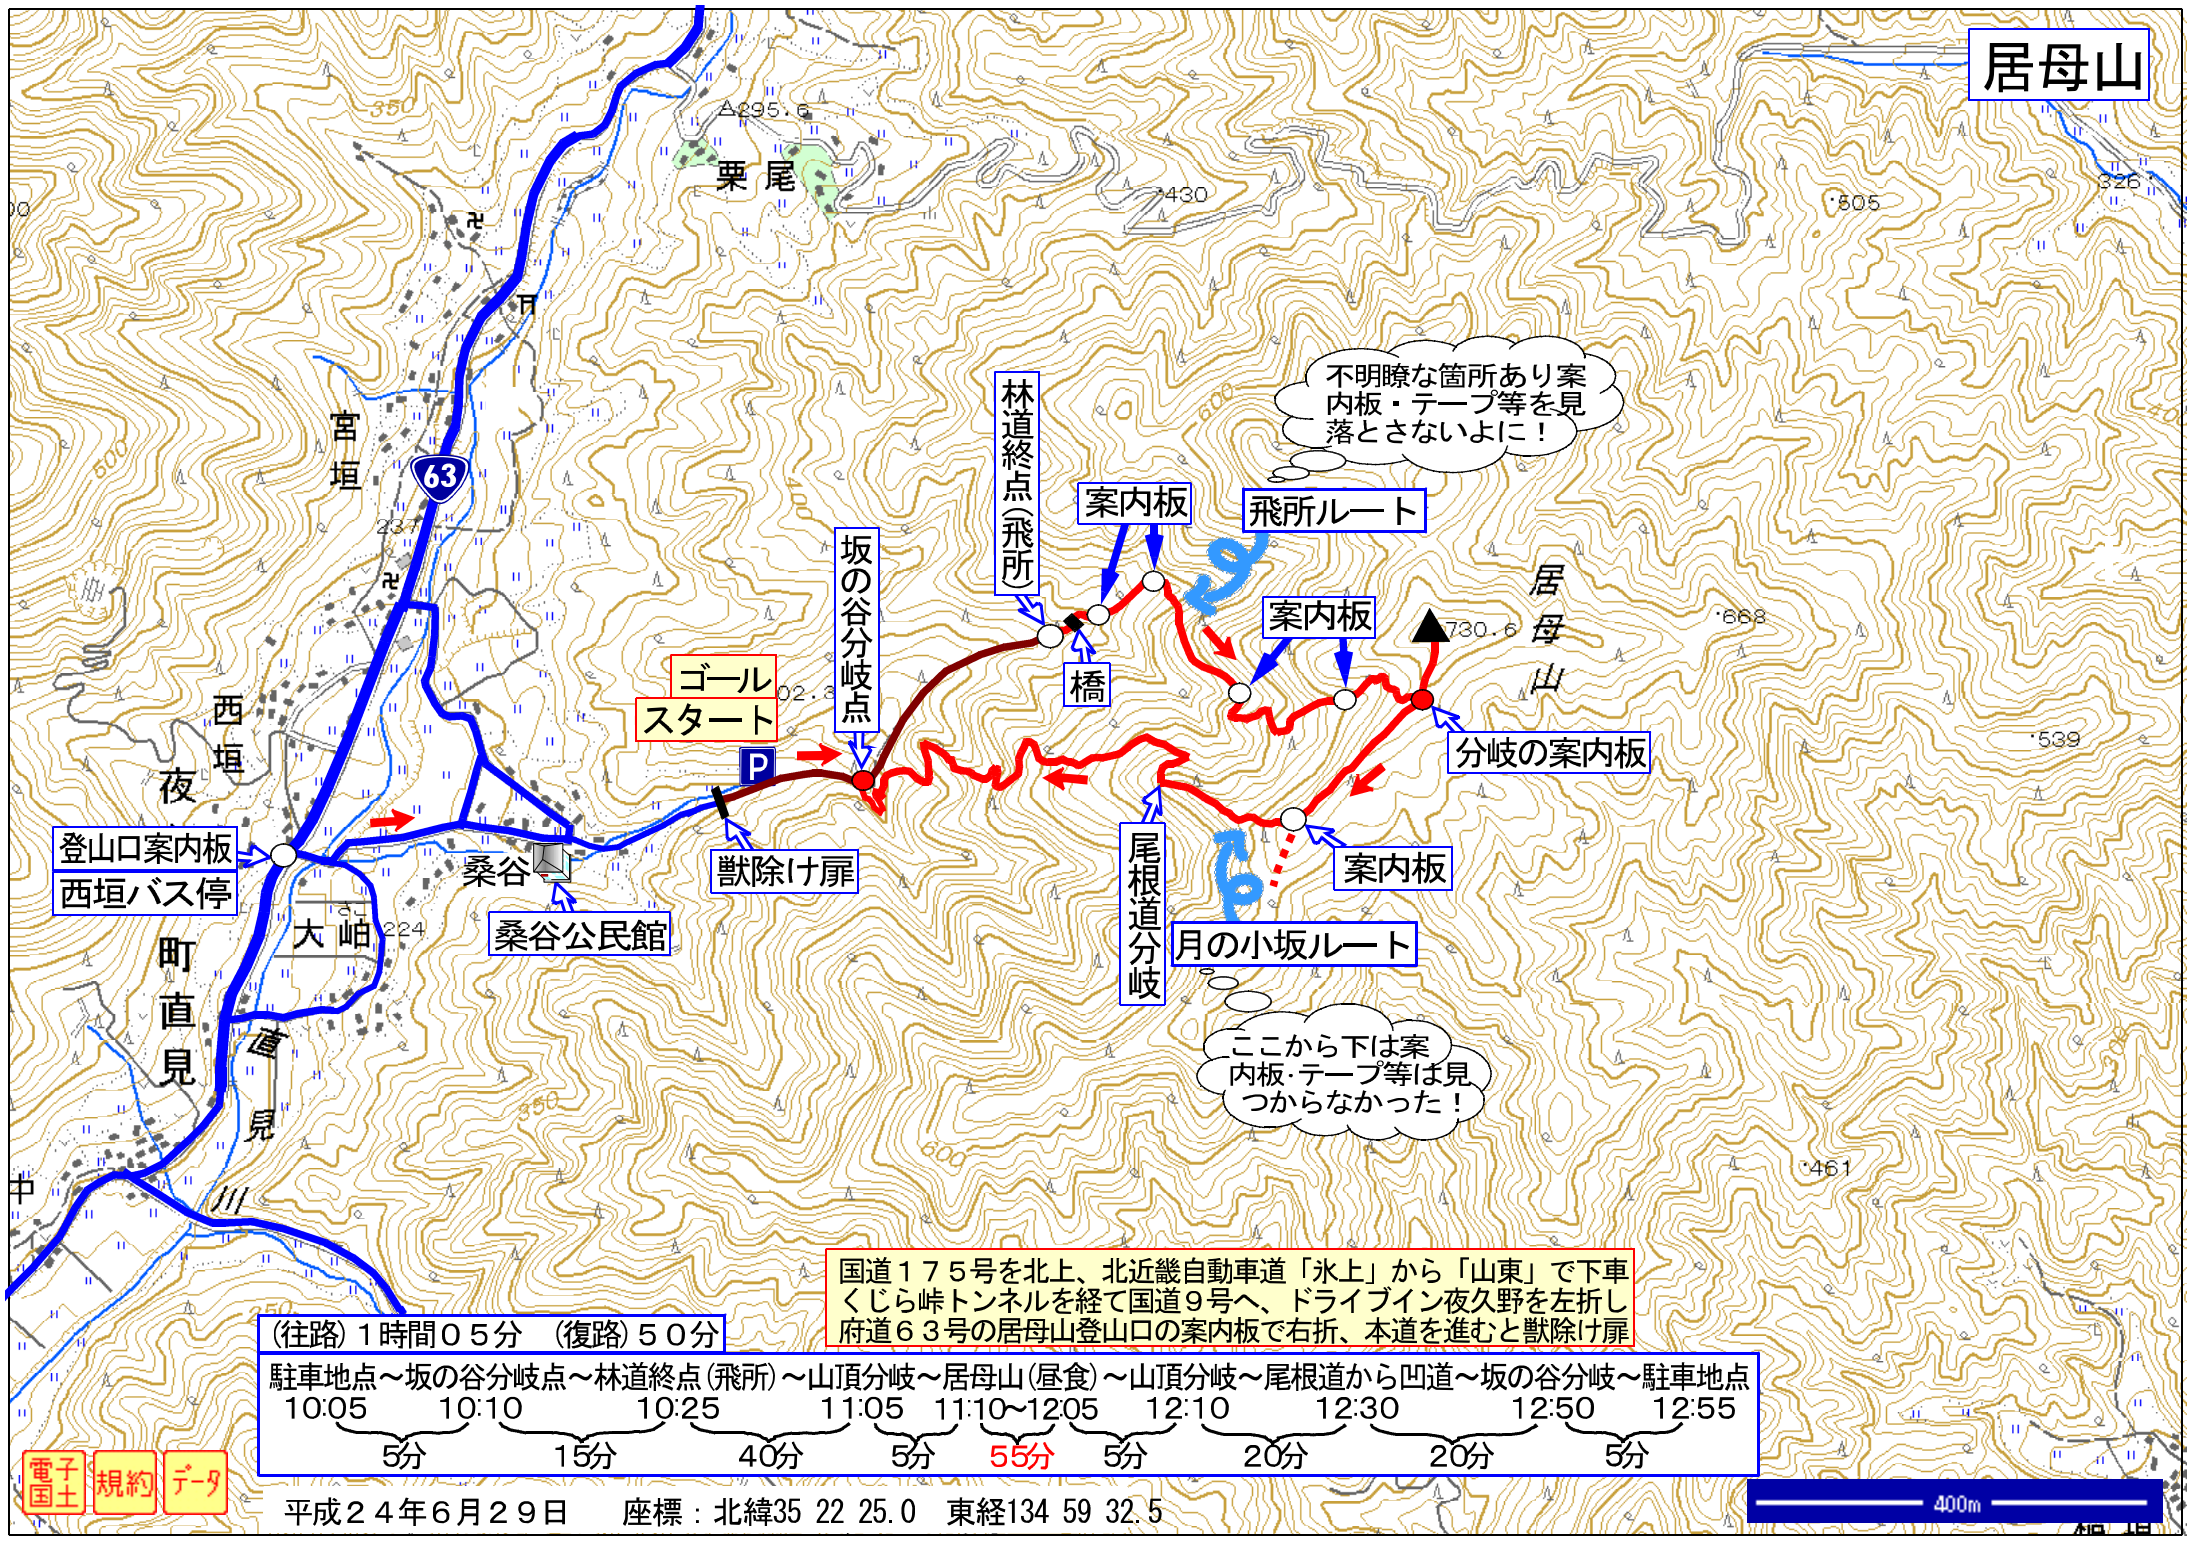 居母山
350
295.6
栗尾
430
505
326
00
600
400
500
400
宮垣
63
237
林道終点(飛所)
不明瞭な箇所あり案
内板・テープ等を見
落とさないよに！
案内板
飛所ルート
坂の谷分岐点
案内板
居母山
730.6
668
橋
ゴール
スタート
02.3
P
西垣
夜
分岐の案内板
539
登山口案内板
西垣バス停
桑谷
獣除け扉
尾根道分岐
案内板
大岾
224
桑谷公民館
月の小坂ルート
町直見
直見川
ここから下は案
内板･テープ等は見
つからなかった！
350
300
600
461
中
350
国道１７５号を北上、北近畿自動車道「氷上」から「山東」で下車
くじら峠トンネルを経て国道９号へ、ドライブイン夜久野を左折し
府道６３号の居母山登山口の案内板で右折、本道を進むと獣除け扉
(往路)１時間０５分　(復路)５０分
駐車地点～坂の谷分岐点～林道終点(飛所)～山頂分岐～居母山(昼食)～山頂分岐～尾根道から凹道～坂の谷分岐～駐車地点
10:05 10:10 10:25 11:05 11:10～12:05 12:10 12:30 12:50 12:55
5分 15分 40分 5分 55分 5分 20分 20分 5分
電子国土
規約
データ
平成２４年６月２９日　座標：北緯35 22 25.0　東経134 59 32.5
400m